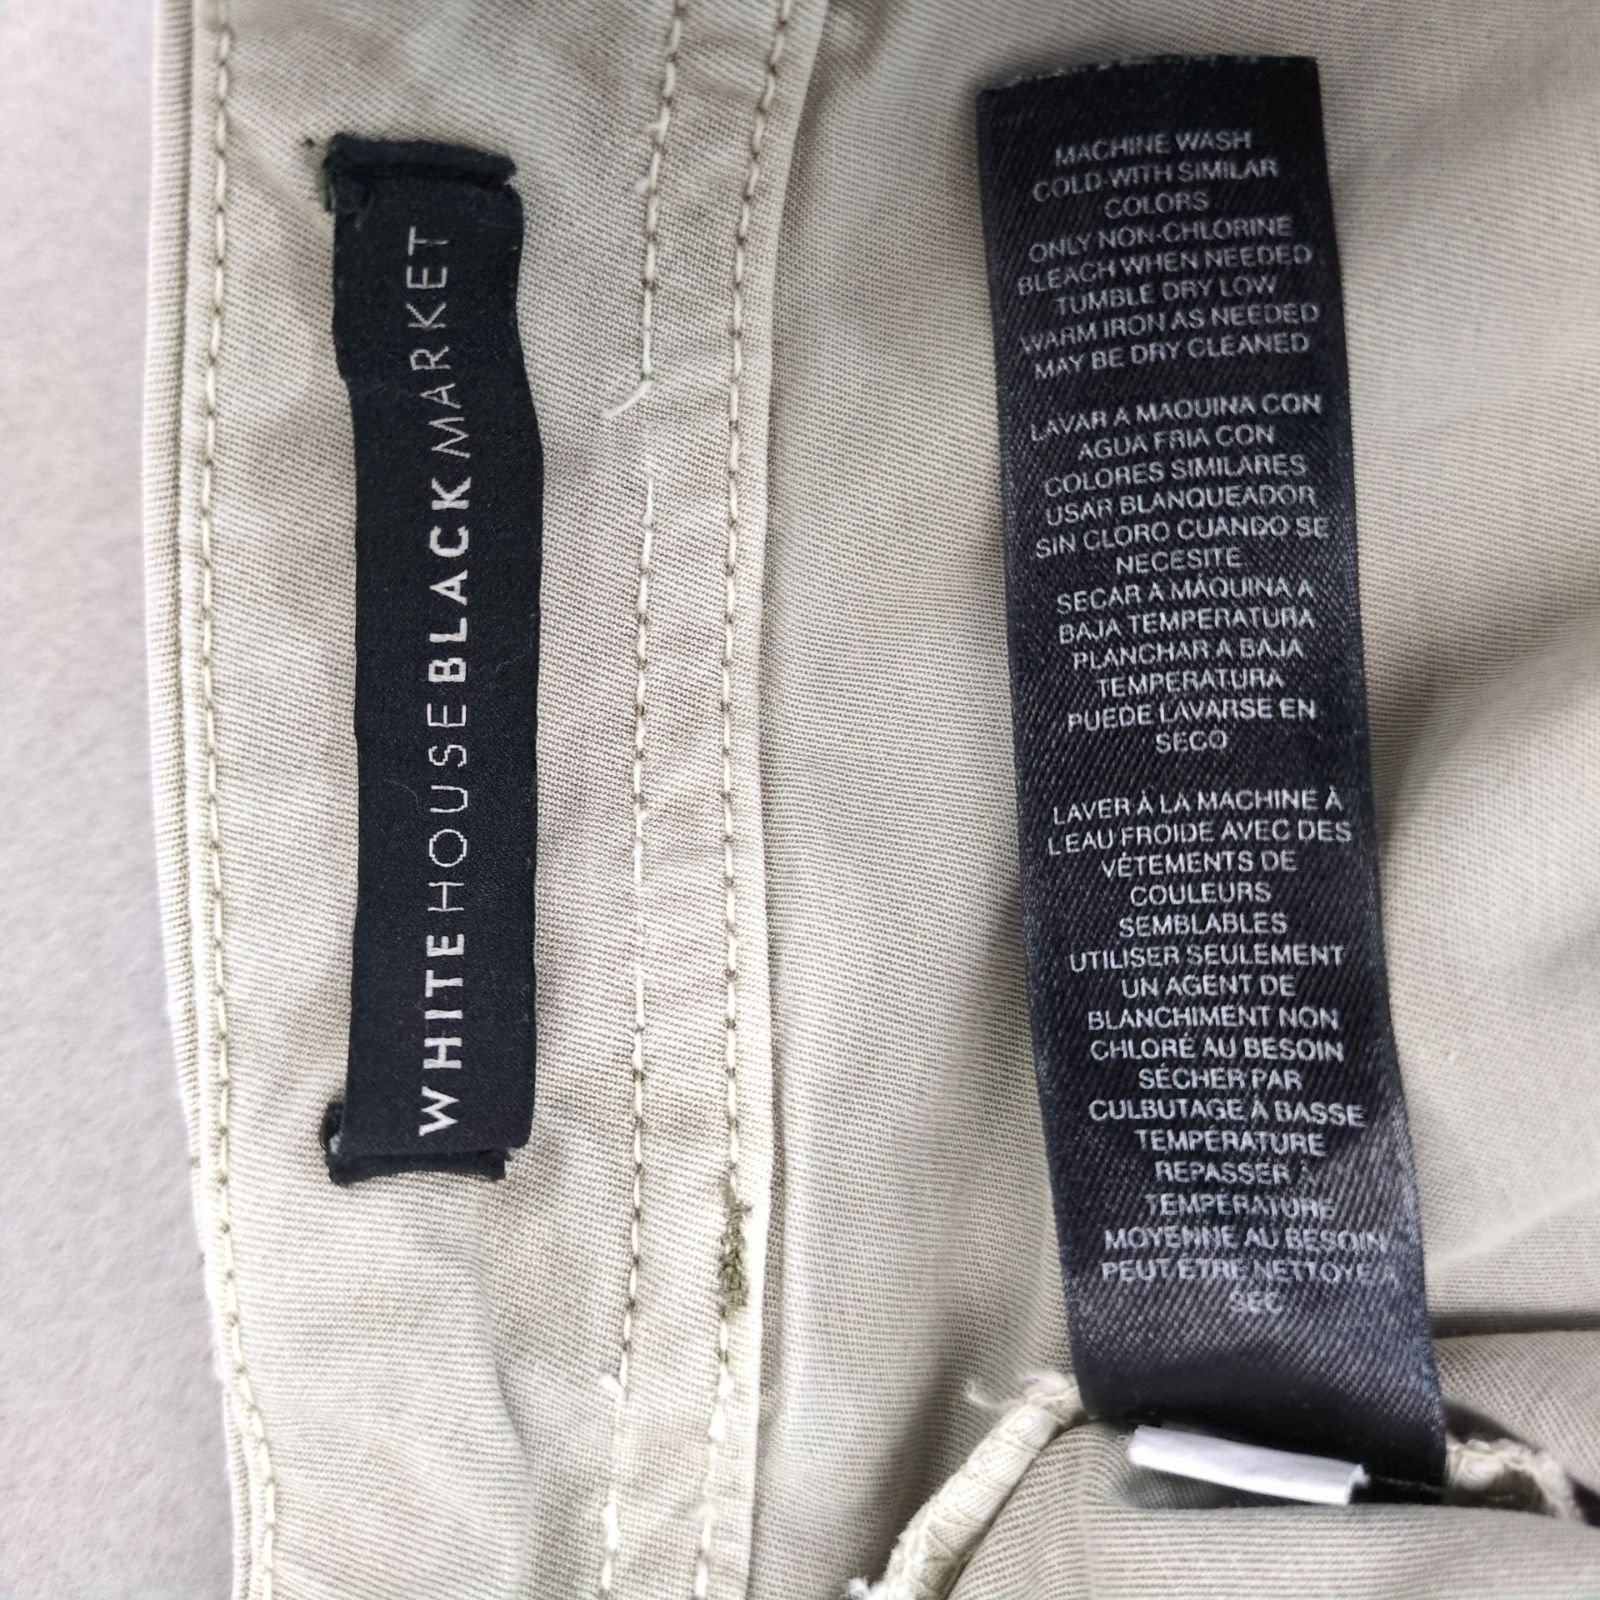 WHITEHOUSEBLACKMARKET
MACHINE WASH
COLD WITH SIMILAR
COLORS
ONLY NON-CHLORINE
BLEACH WHEN NEEDED
TUMBLE DRY LOW
WARM IRON AS NEEDED
MAY BE DRY CLEANED
LAVAR A MAQUINA CON
AGUA FRIA CON
COLORES SIMILARES
USAR BLANQUEADOR
SIN CLORO CUANDO SE
NECESITE
SECAR A MÁQUINA A
BAJA TEMPERATURA
PLANCHAR A BAJA
TEMPERATURA
PUEDE LAVARSE EN
SECO
LAVER À LA MACHINE À
L'EAU FROIDE AVEC DES
VÊTEMENTS DE
COULEURS
SEMBLABLES
UTILISER SEULEMENT
UN AGENT DE
BLANCHIMENT NON
CHLORÉ AU BESOIN
SÉCHER PAR
CULBUTAGE À BASSE
TEMPÉRATURE
REPASSER À
TEMPÉRATURE
MOYENNE AU BESOIN
PEUT ÊTRE NETTOYÉ À
SEC